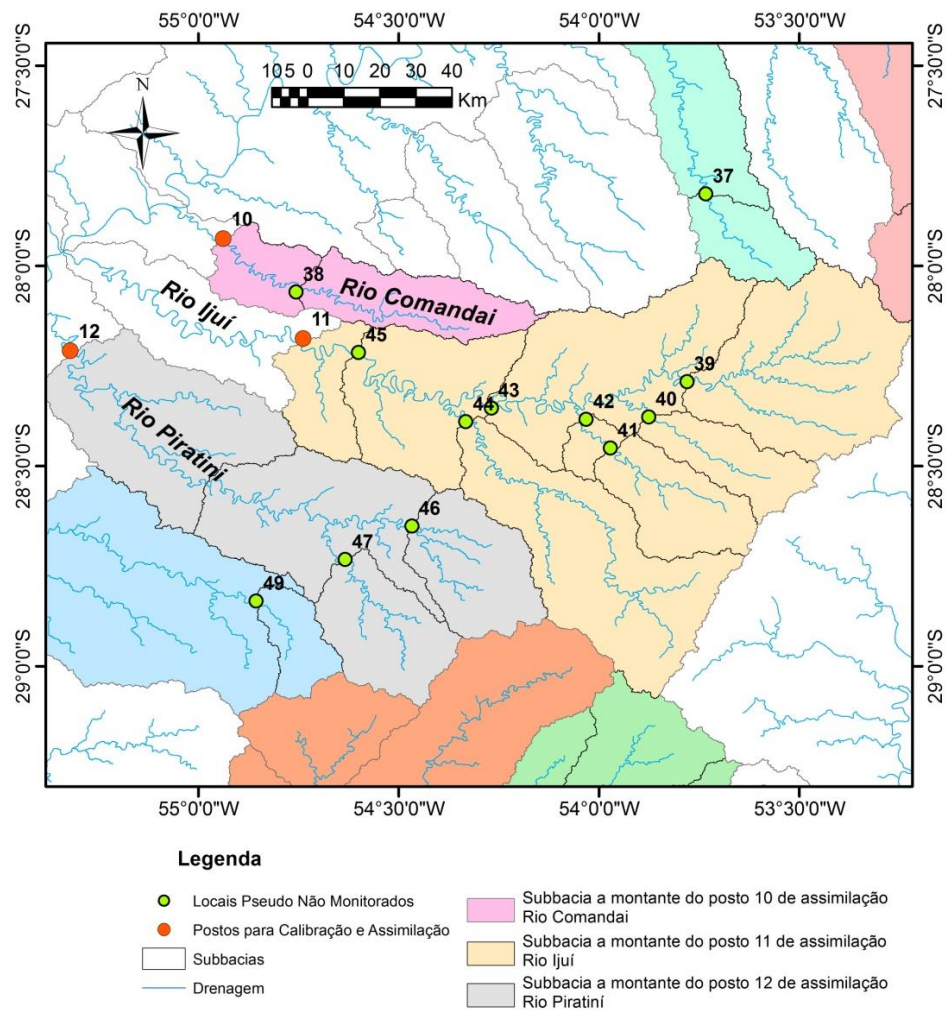 55°0'0"W 54°30'0"W 54°0'0"W 53°30'0"W
27°30'0"S
27°30'0"S
105 0 10 20 30 40
Km
N
37
10
28°0'0"S
28°0'0"S
38
Rio Comandai
Rio Ijuí
11
12
45
39
43
44
42
40
41
Rio Piratini
28°30'0"S
28°30'0"S
46
47
49
29°0'0"S
29°0'0"S
55°0'0"W 54°30'0"W 54°0'0"W 53°30'0"W
Legenda
Locais Pseudo Não Monitorados
Postos para Calibração e Assimilação
Subbacias
Drenagem
Subbacia a montante do posto 10 de assimilação
Rio Comandai
Subbacia a montante do posto 11 de assimilação
Rio Ijuí
Subbacia a montante do posto 12 de assimilação
Rio Piratiní